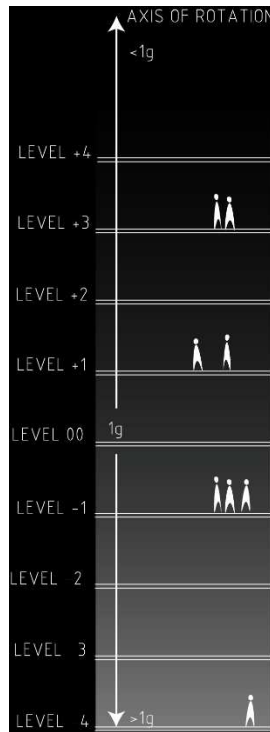 AXIS OF ROTATION
<1g
LEVEL +4
LEVEL +3
LEVEL +2
LEVEL +1
LEVEL 00
1g
LEVEL -1
LEVEL 2
LEVEL 3
LEVEL 4
>1g